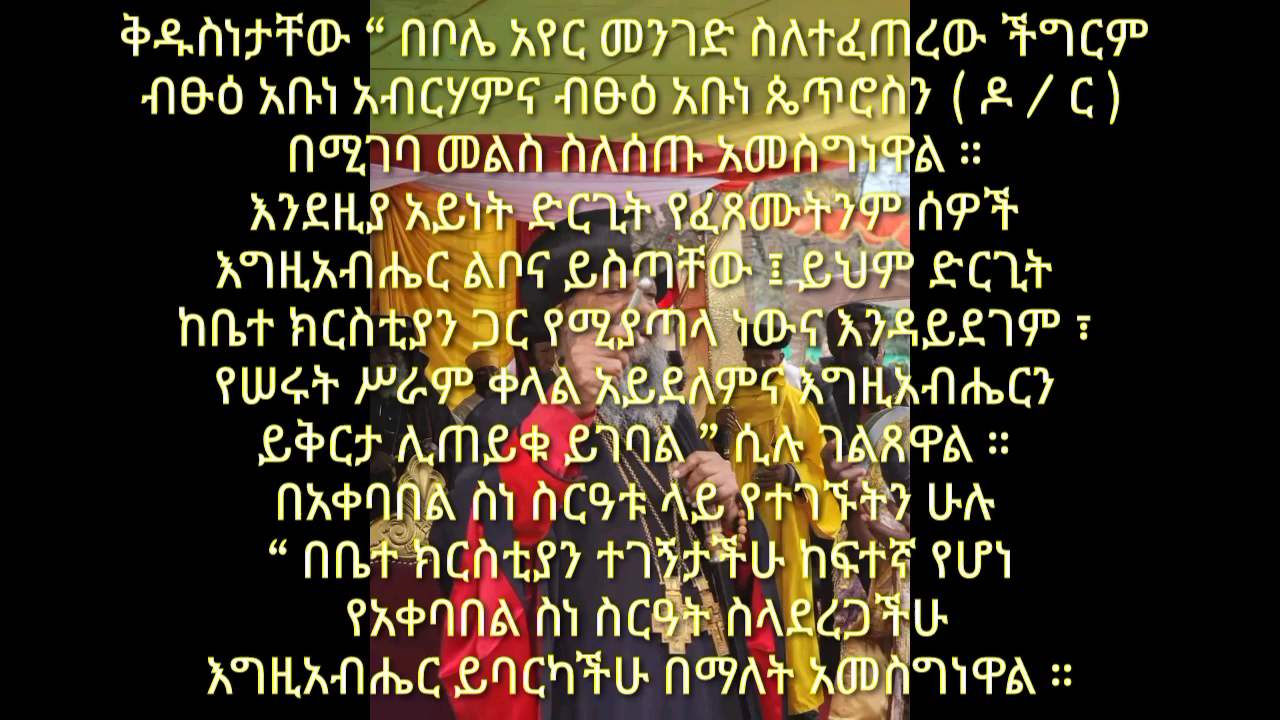 ቅዱስነታቸው “ በቦሌ አየር መንገድ ስለተፈጠረው ችግርም
ብፁዕ አቡነ አብርሃምና ብፁዕ አቡነ ጴጥሮስን ( ዶ / ር )
በሚገባ መልስ ስለሰጡ አመስግነዋል ።
እንደዚያ አይነት ድርጊት የፈጸሙትንም ሰዎች
እግዚአብሔር ልቦና ይስጣቸው ፤ ይህም ድርጊት
ከቤተ ክርስቲያን ጋር የሚያጣላ ነውና እንዳይደገም ፣
የሠሩት ሥራም ቀላል አይደለምና እግዚአብሔርን
ይቅርታ ሊጠይቁ ይገባል ” ሲሉ ገልጸዋል ።
በአቀባበል ስነ ስርዓቱ ላይ የተገኙትን ሁሉ
“ በቤተ ክርስቲያን ተገኝታችሁ ከፍተኛ የሆነ
የአቀባበል ስነ ስርዓት ስላደረጋችሁ
እግዚአብሔር ይባርካችሁ በማለት አመስግነዋል ።